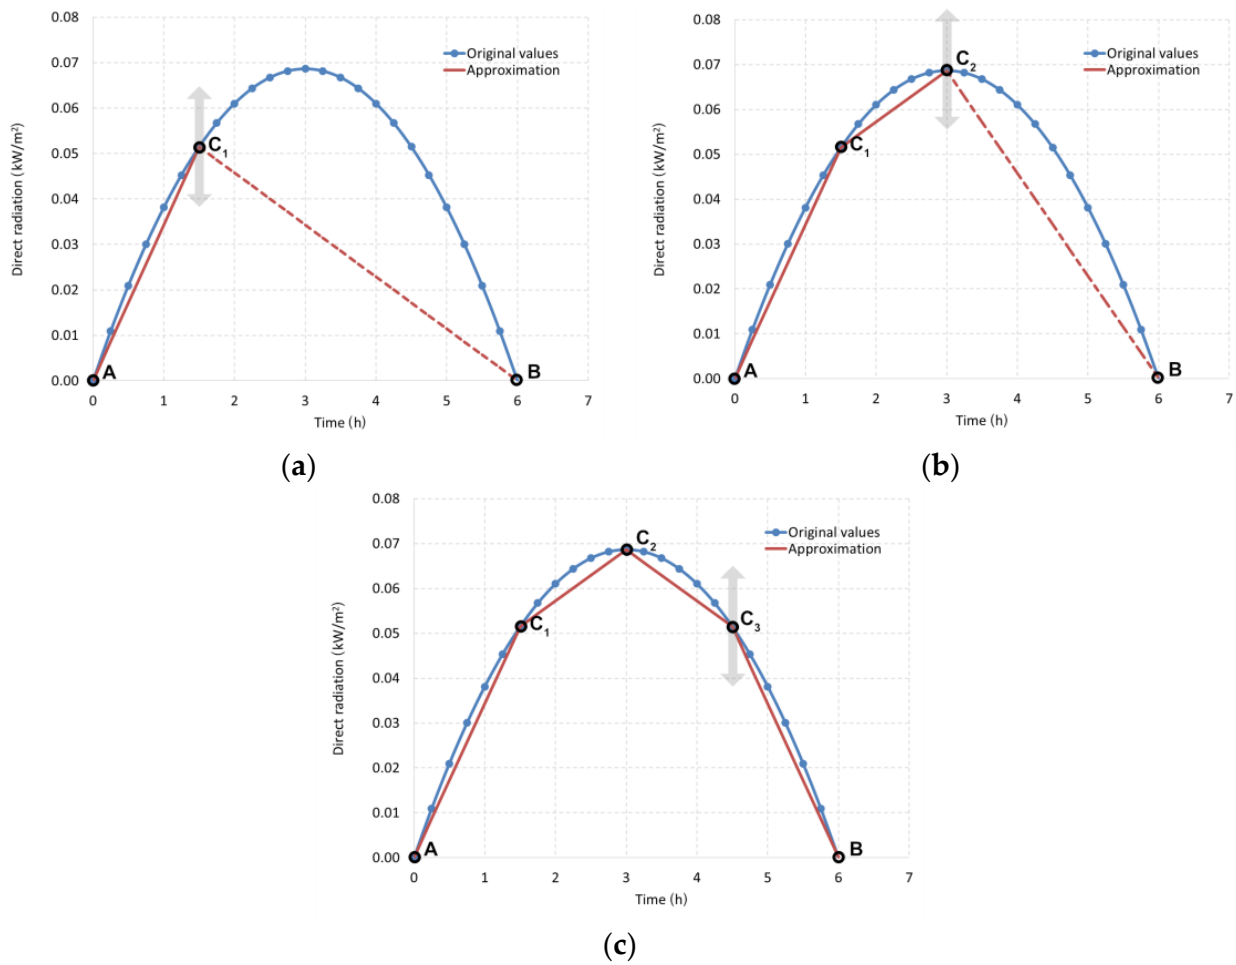 0.08
0.07
0.06
0.05
0.04
0.03
0.02
0.01
0.00
Direct radiation (kW/m²)
Original values
Approximation
C₁
A
B
0 1 2 3 4 5 6 7
Time (h)
(a)
0.08
0.07
0.06
0.05
0.04
0.03
0.02
0.01
0.00
Direct radiation (kW/m²)
Original values
Approximation
C₂
C₁
A
B
0 1 2 3 4 5 6 7
Time (h)
(b)
0.08
0.07
0.06
0.05
0.04
0.03
0.02
0.01
0.00
Direct radiation (kW/m²)
Original values
Approximation
C₂
C₁
C₃
A
B
0 1 2 3 4 5 6 7
Time (h)
(c)